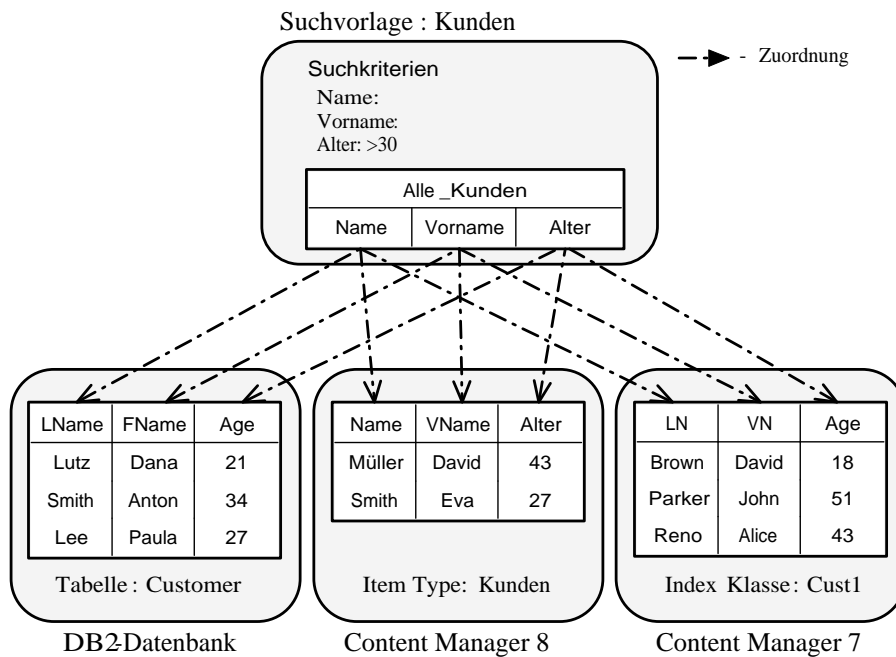 Suchvorlage : Kunden
- Zuordnung
Suchkriterien
Name:
Vorname:
Alter: >30
Alle _Kunden
Name Vorname Alter
LName FName Age
Lutz Dana 21
Smith Anton 34
Lee Paula 27
Tabelle : Customer
DB2-Datenbank
Name VName Alter
Müller David 43
Smith Eva 27
Item Type: Kunden
Content Manager 8
LN VN Age
Brown David 18
Parker John 51
Reno Alice 43
Index Klasse : Cust1
Content Manager 7